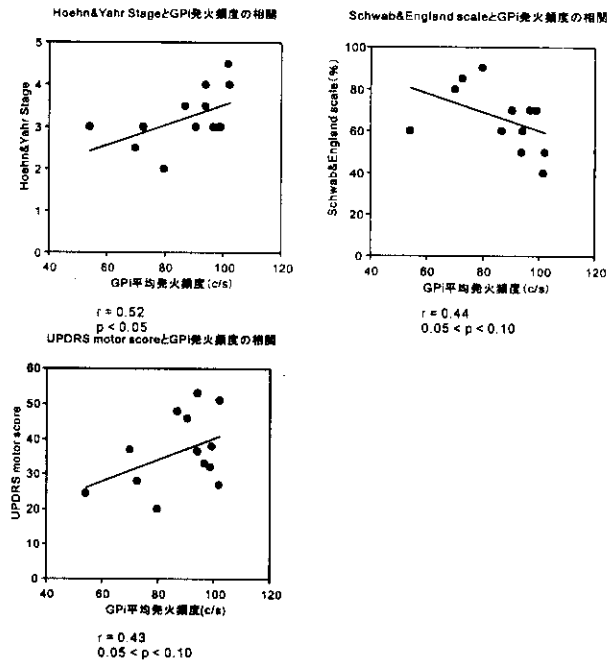 Hoehn&Yahr StageとGPi発火頻度の相関
5
4
3
2
1
0
Hoehn&Yahr Stage
40 60 80 100 120
GPi平均発火頻度(c/s)
r = 0.52
p < 0.05
Schwab&England scaleとGPi発火頻度の相関
100
80
60
40
20
0
Schwab&England scale(%)
40 60 80 100 120
GPi平均発火頻度(c/s)
r = 0.44
0.05 < p < 0.10
UPDRS motor scoreとGPi発火頻度の相関
60
50
40
30
20
10
0
UPDRS motor score
40 60 80 100 120
GPi平均発火頻度(c/s)
r = 0.43
0.05 < p < 0.10